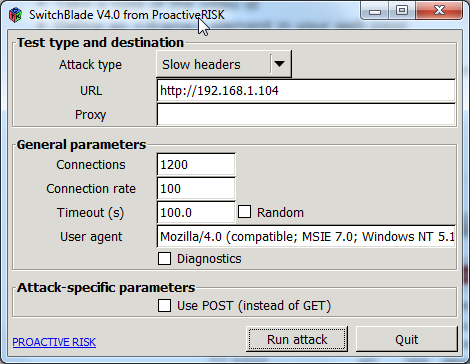 SwitchBlade V4.0 from ProactiveRISK
Test type and destination
Attack type Slow headers
URL http://192.168.1.104
Proxy
General parameters
Connections 1200
Connection rate 100
Timeout (s) 100.0 Random
User agent Mozilla/4.0 (compatible; MSIE 7.0; Windows NT 5.1
Diagnostics
Attack-specific parameters
Use POST (instead of GET)
PROACTIVE RISK Run attack Quit